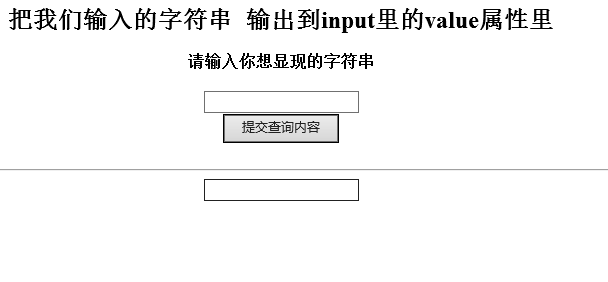 把我们输入的字符串 输出到input里的value属性里
请输入你想显现的字符串
提交查询内容